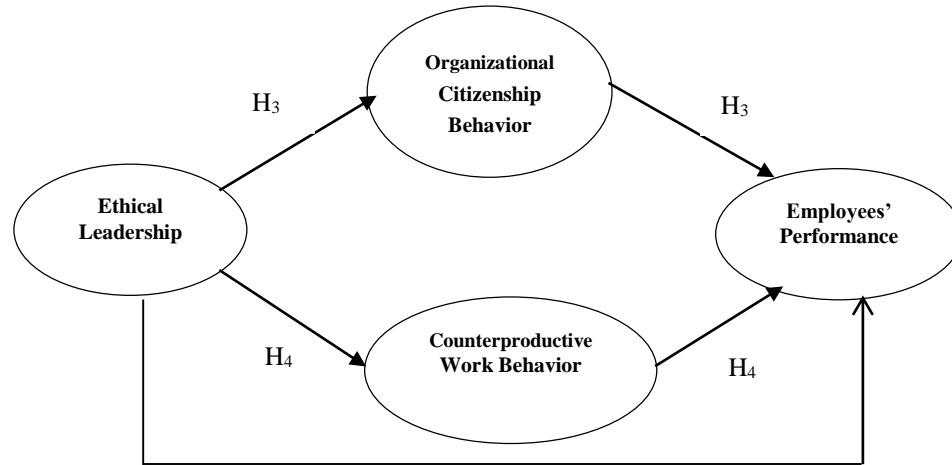 Organizational
Citizenship
Behavior
H₃
H₃
Ethical
Leadership
Employees’
Performance
Counterproductive
Work Behavior
H₄
H₄